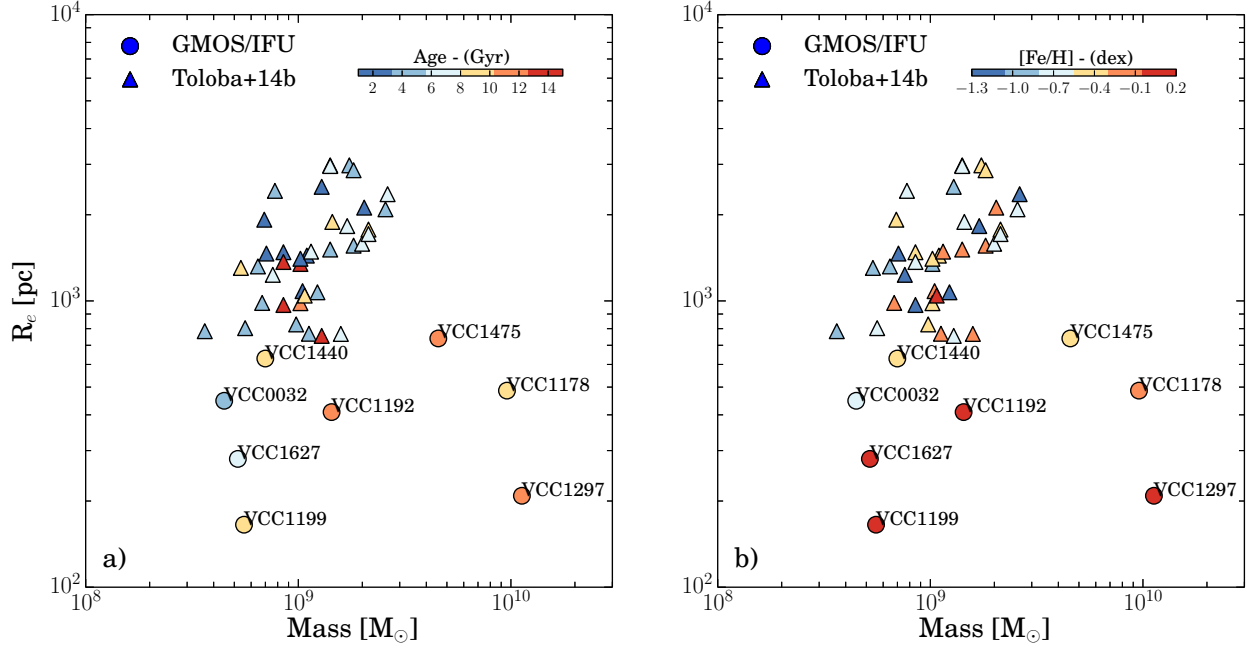 GMOS/IFU
Toloba+14b
Age - (Gyr)
2 4 6 8 10 12 14
10^4
10^3
10^2
R_e [pc]
VCC1475
VCC1440
VCC1178
VCC0032
VCC1192
VCC1627
VCC1297
VCC1199
a)
10^8 10^9 10^10
Mass [M_⊙]
GMOS/IFU
Toloba+14b
[Fe/H] - (dex)
−1.3 −1.0 −0.7 −0.4 −0.1 0.2
10^4
10^3
10^2
VCC1475
VCC1440
VCC1178
VCC0032
VCC1192
VCC1627
VCC1297
VCC1199
b)
10^8 10^9 10^10
Mass [M_⊙]